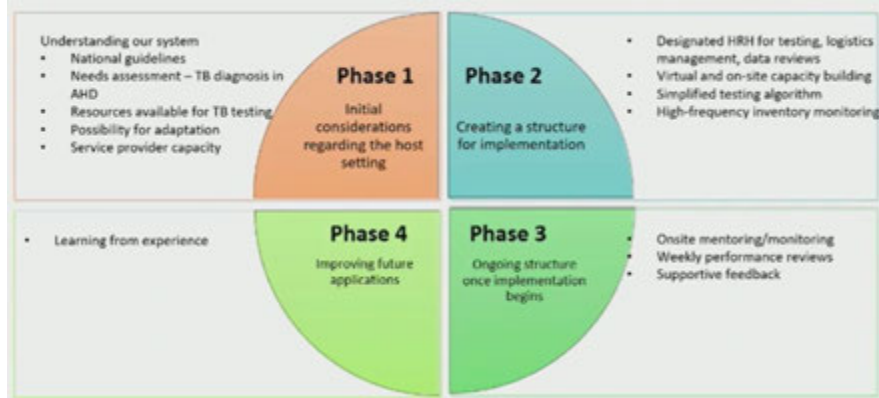 Understanding our system
• National guidelines
• Needs assessment – TB diagnosis in
AHD
• Resources available for TB testing
• Possibility for adaptation
• Service provider capacity
Phase 1
Initial
considerations
regarding the host
setting
Phase 2
Creating a structure
for implementation
• Designated HRH for testing, logistics
management, data reviews
• Virtual and on-site capacity building
• Simplified testing algorithm
• High-frequency inventory monitoring
• Learning from experience
Phase 4
Improving future
applications
Phase 3
Ongoing structure
once implementation
begins
• Onsite mentoring/monitoring
• Weekly performance reviews
• Supportive feedback